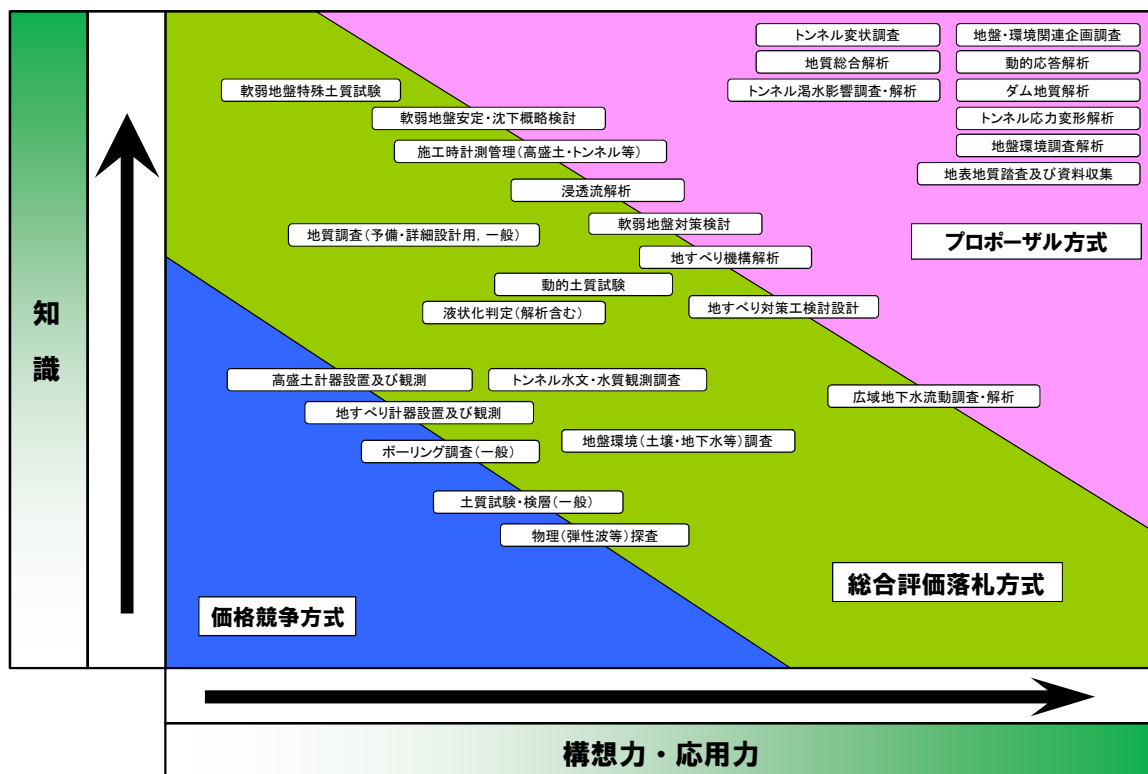 トンネル変状調査
地盤・環境関連企画調査
地質総合解析
動的応答解析
軟弱地盤特殊土質試験
トンネル渇水影響調査・解析
ダム地質解析
軟弱地盤安定・沈下概略検討
トンネル応力変形解析
施工時計測管理(高盛土・トンネル等)
地盤環境調査解析
地表地質踏査及び資料収集
浸透流解析
軟弱地盤対策検討
地質調査(予備・詳細設計用, 一般)
プロポーザル方式
地すべり機構解析
動的土質試験
地すべり対策工検討設計
液状化判定(解析含む)
知
識
高盛土計器設置及び観測
トンネル水文・水質観測調査
広域地下水流動調査・解析
地すべり計器設置及び観測
地盤環境(土壌・地下水等)調査
ボーリング調査(一般)
土質試験・検層(一般)
物理(弾性波等)探査
総合評価落札方式
価格競争方式
構想力・応用力